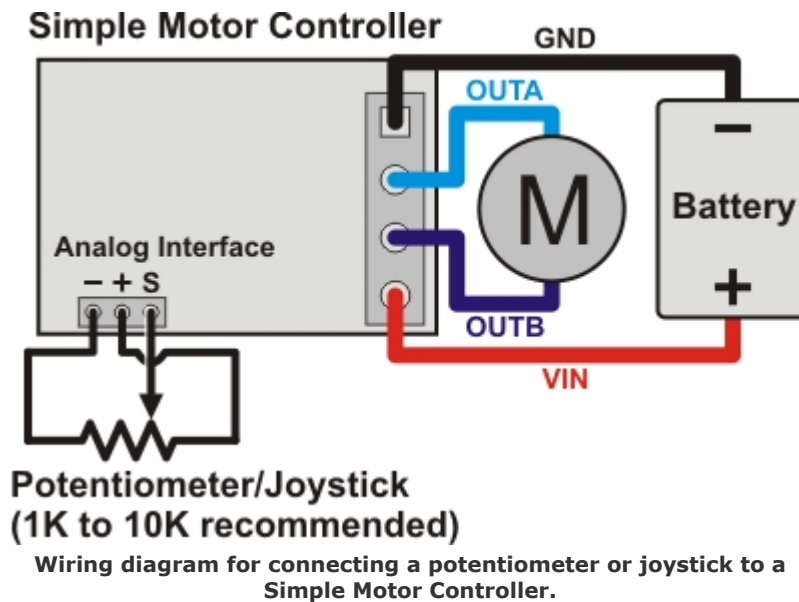 Simple Motor Controller
GND
OUTA
−
M
Battery
Analog Interface
− + S
+
OUTB
VIN
Potentiometer/Joystick
(1K to 10K recommended)
Wiring diagram for connecting a potentiometer or joystick to a
Simple Motor Controller.